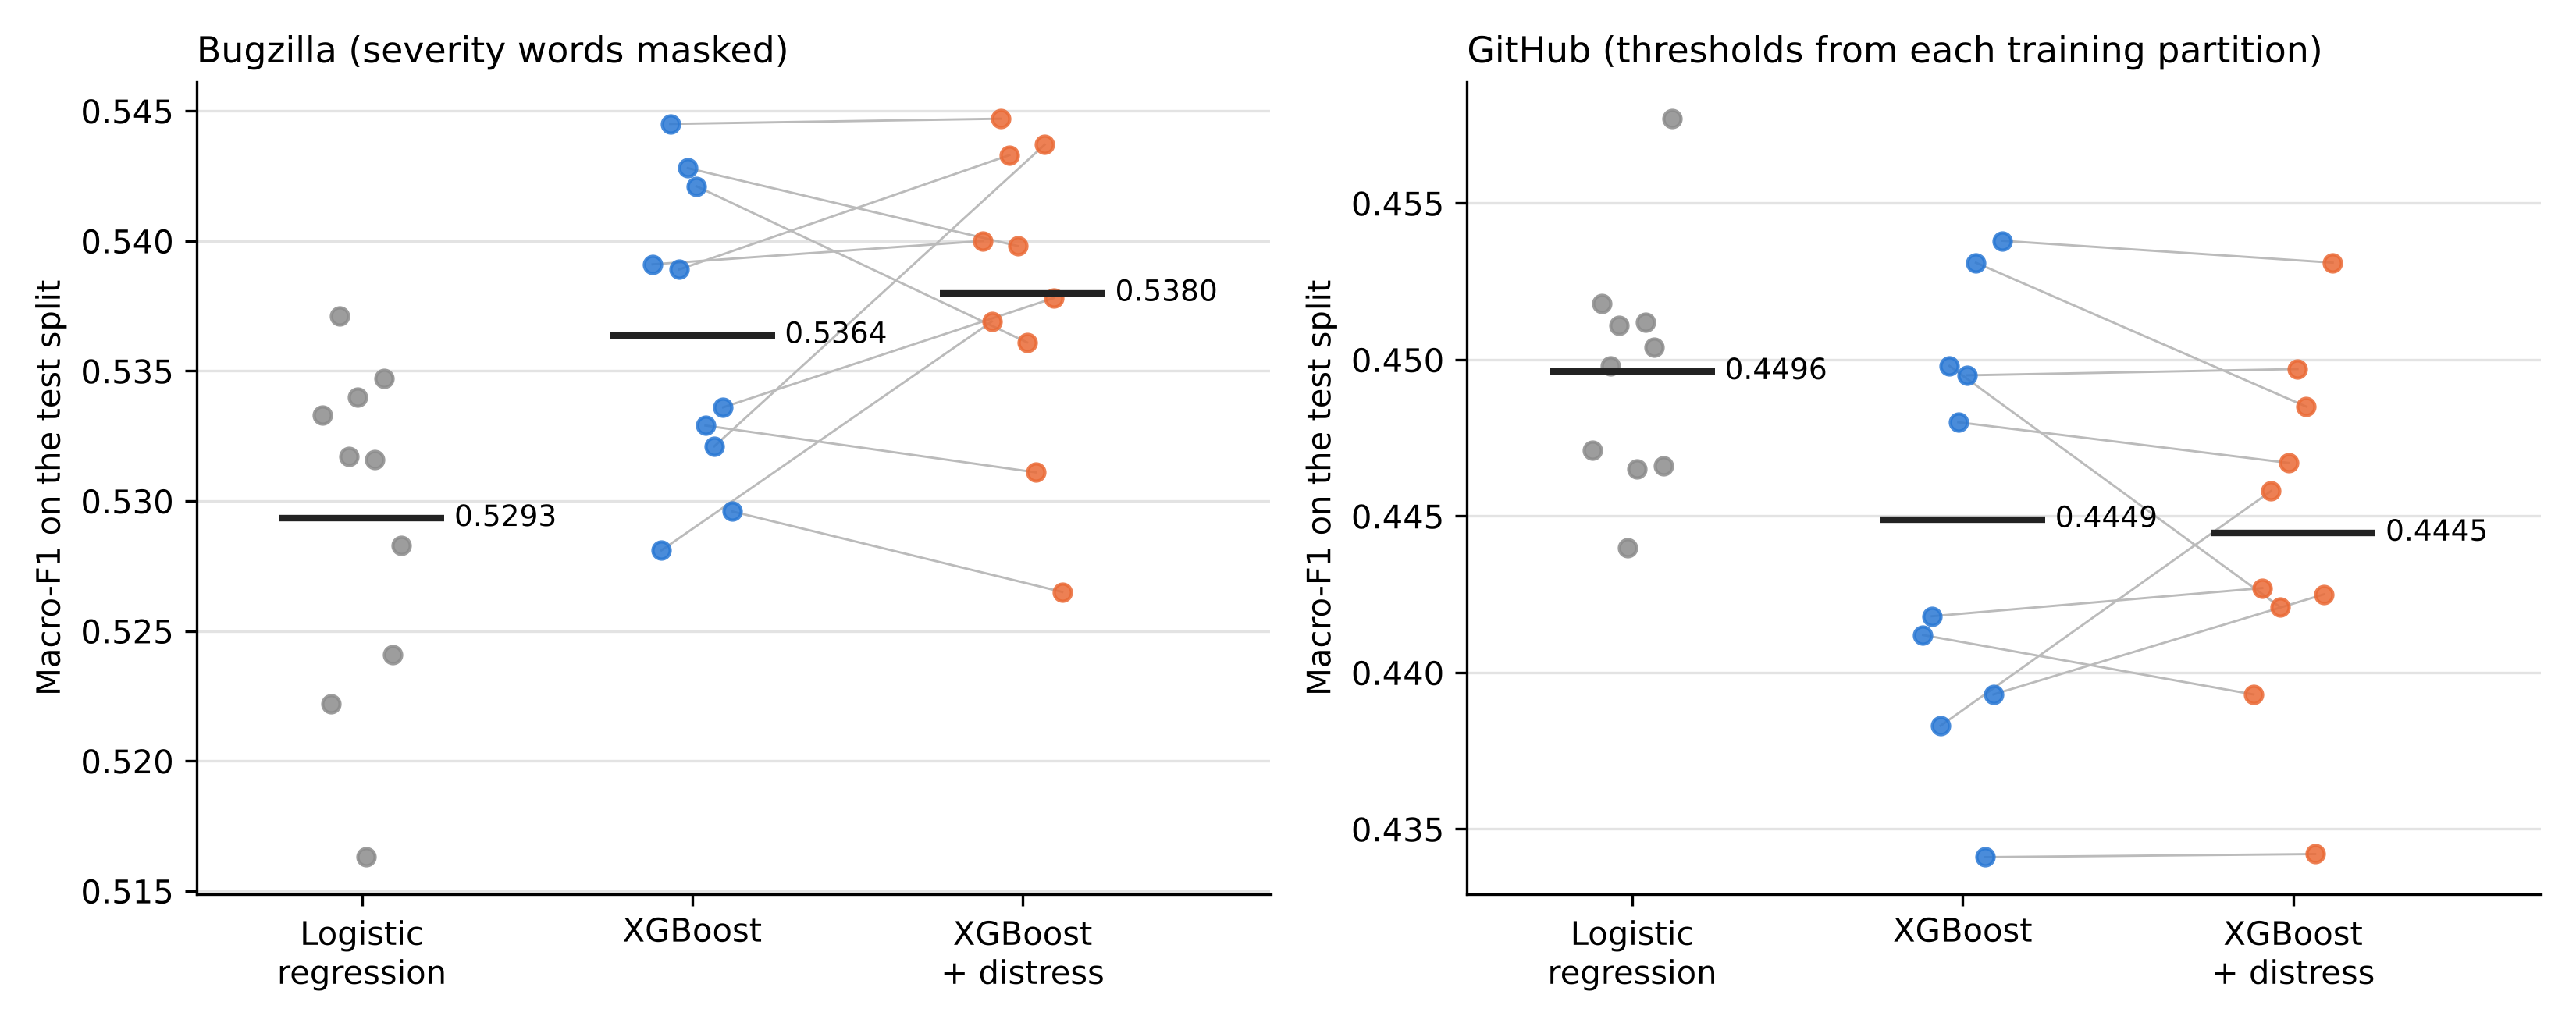 Bugzilla (severity words masked)
Macro-F1 on the test split
0.545
0.540
0.535
0.530
0.525
0.520
0.515
0.5293
0.5364
0.5380
Logistic
regression
XGBoost
XGBoost
+ distress
GitHub (thresholds from each training partition)
Macro-F1 on the test split
0.455
0.450
0.445
0.440
0.435
0.4496
0.4449
0.4445
Logistic
regression
XGBoost
XGBoost
+ distress